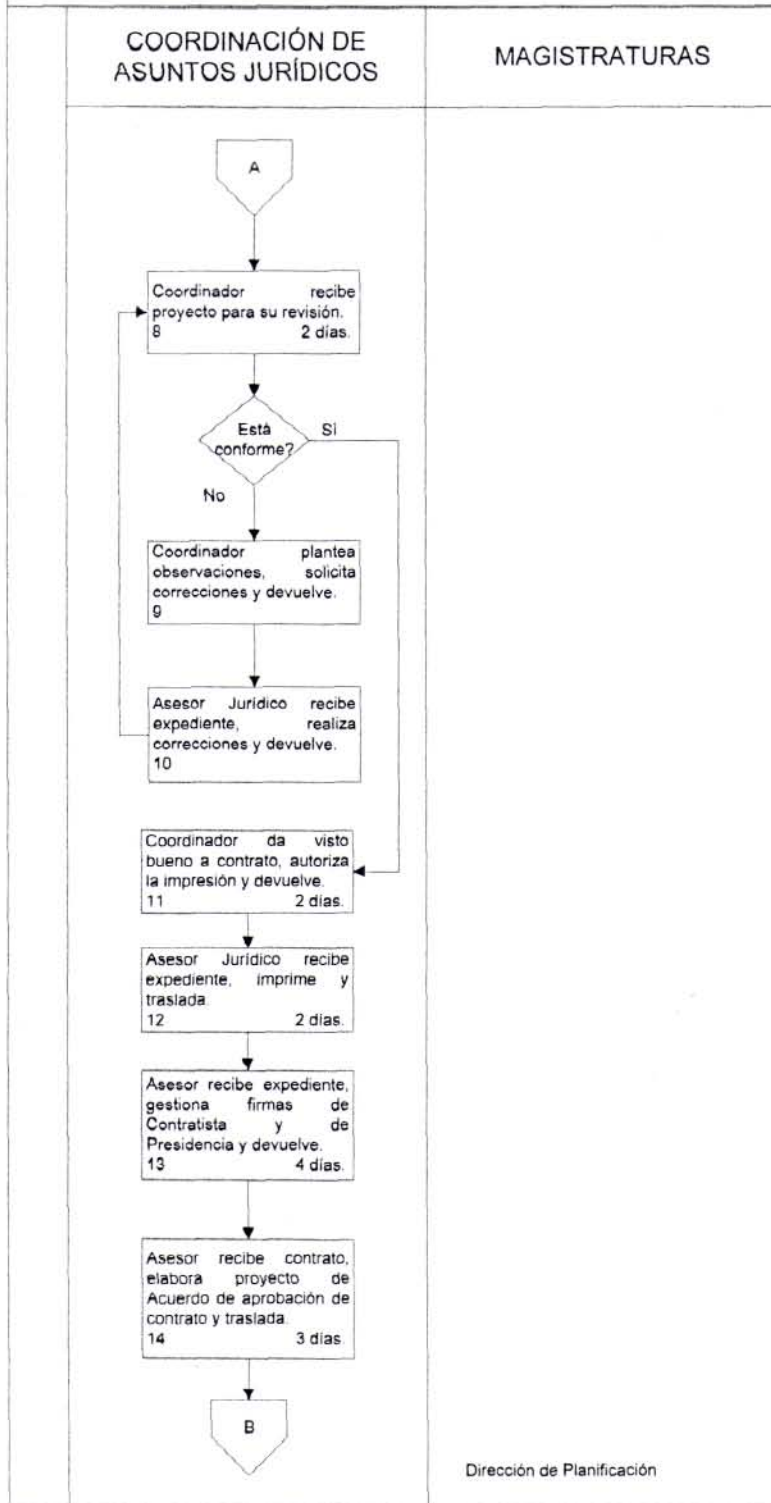 COORDINACIÓN DE
ASUNTOS JURÍDICOS
MAGISTRATURAS
A
Coordinador recibe
proyecto para su revisión.
8 2 días.
Está
conforme?
Si
No
Coordinador plantea
observaciones, solicita
correcciones y devuelve.
9
Asesor Jurídico recibe
expediente, realiza
correcciones y devuelve.
10
Coordinador da visto
bueno a contrato, autoriza
la impresión y devuelve.
11 2 días.
Asesor Jurídico recibe
expediente, imprime y
traslada.
12 2 días.
Asesor recibe expediente,
gestiona firmas de
Contratista y de
Presidencia y devuelve.
13 4 días.
Asesor recibe contrato,
elabora proyecto de
Acuerdo de aprobación de
contrato y traslada.
14 3 días.
B
Dirección de Planificación